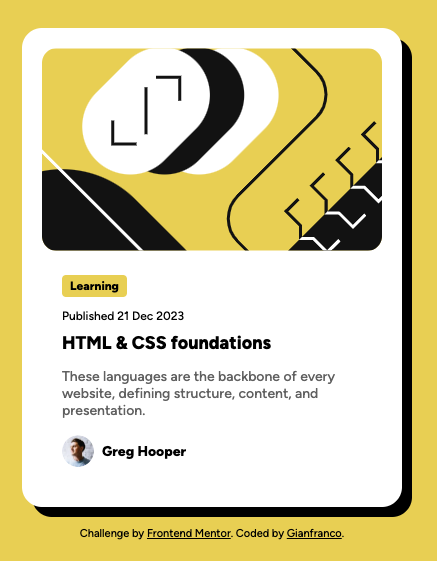 Learning
Published 21 Dec 2023
HTML & CSS foundations
These languages are the backbone of every
website, defining structure, content, and
presentation.
Greg Hooper
Challenge by Frontend Mentor. Coded by Gianfranco.